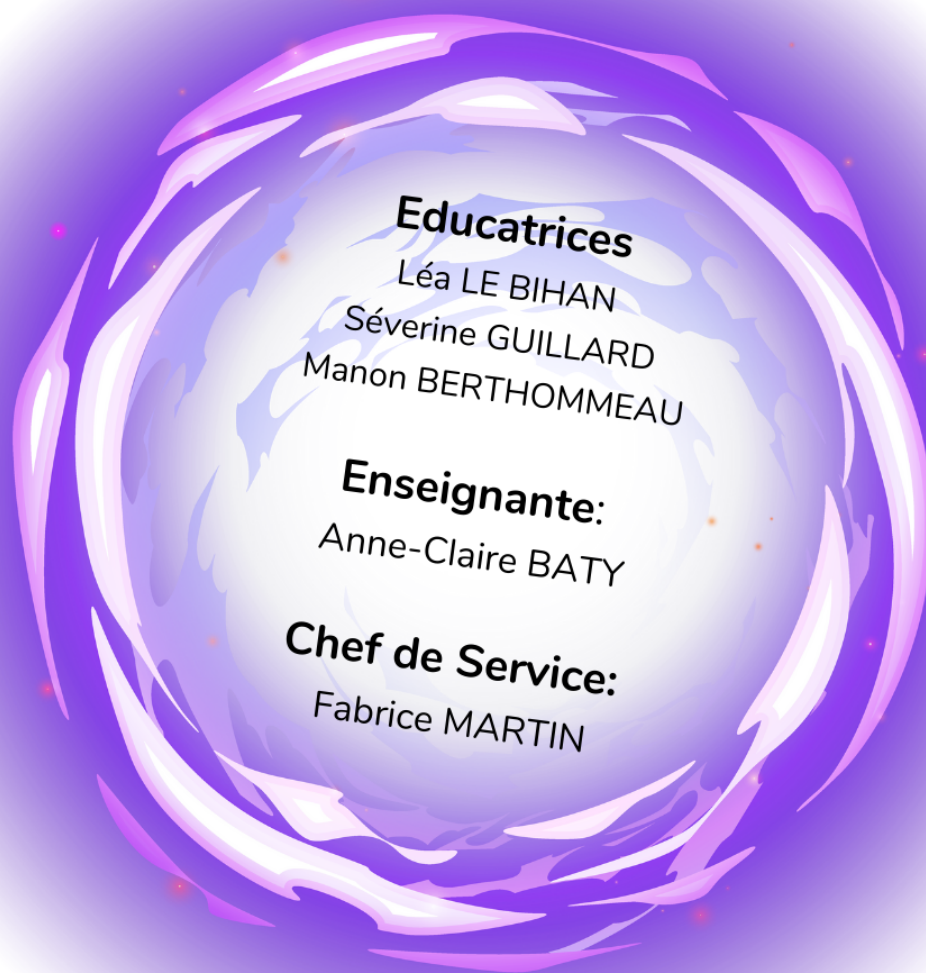 Educatrices
Léa LE BIHAN
Séverine GUILLARD
Manon BERTHOMMEAU
Enseignante:
Anne-Claire BATY
Chef de Service:
Fabrice MARTIN